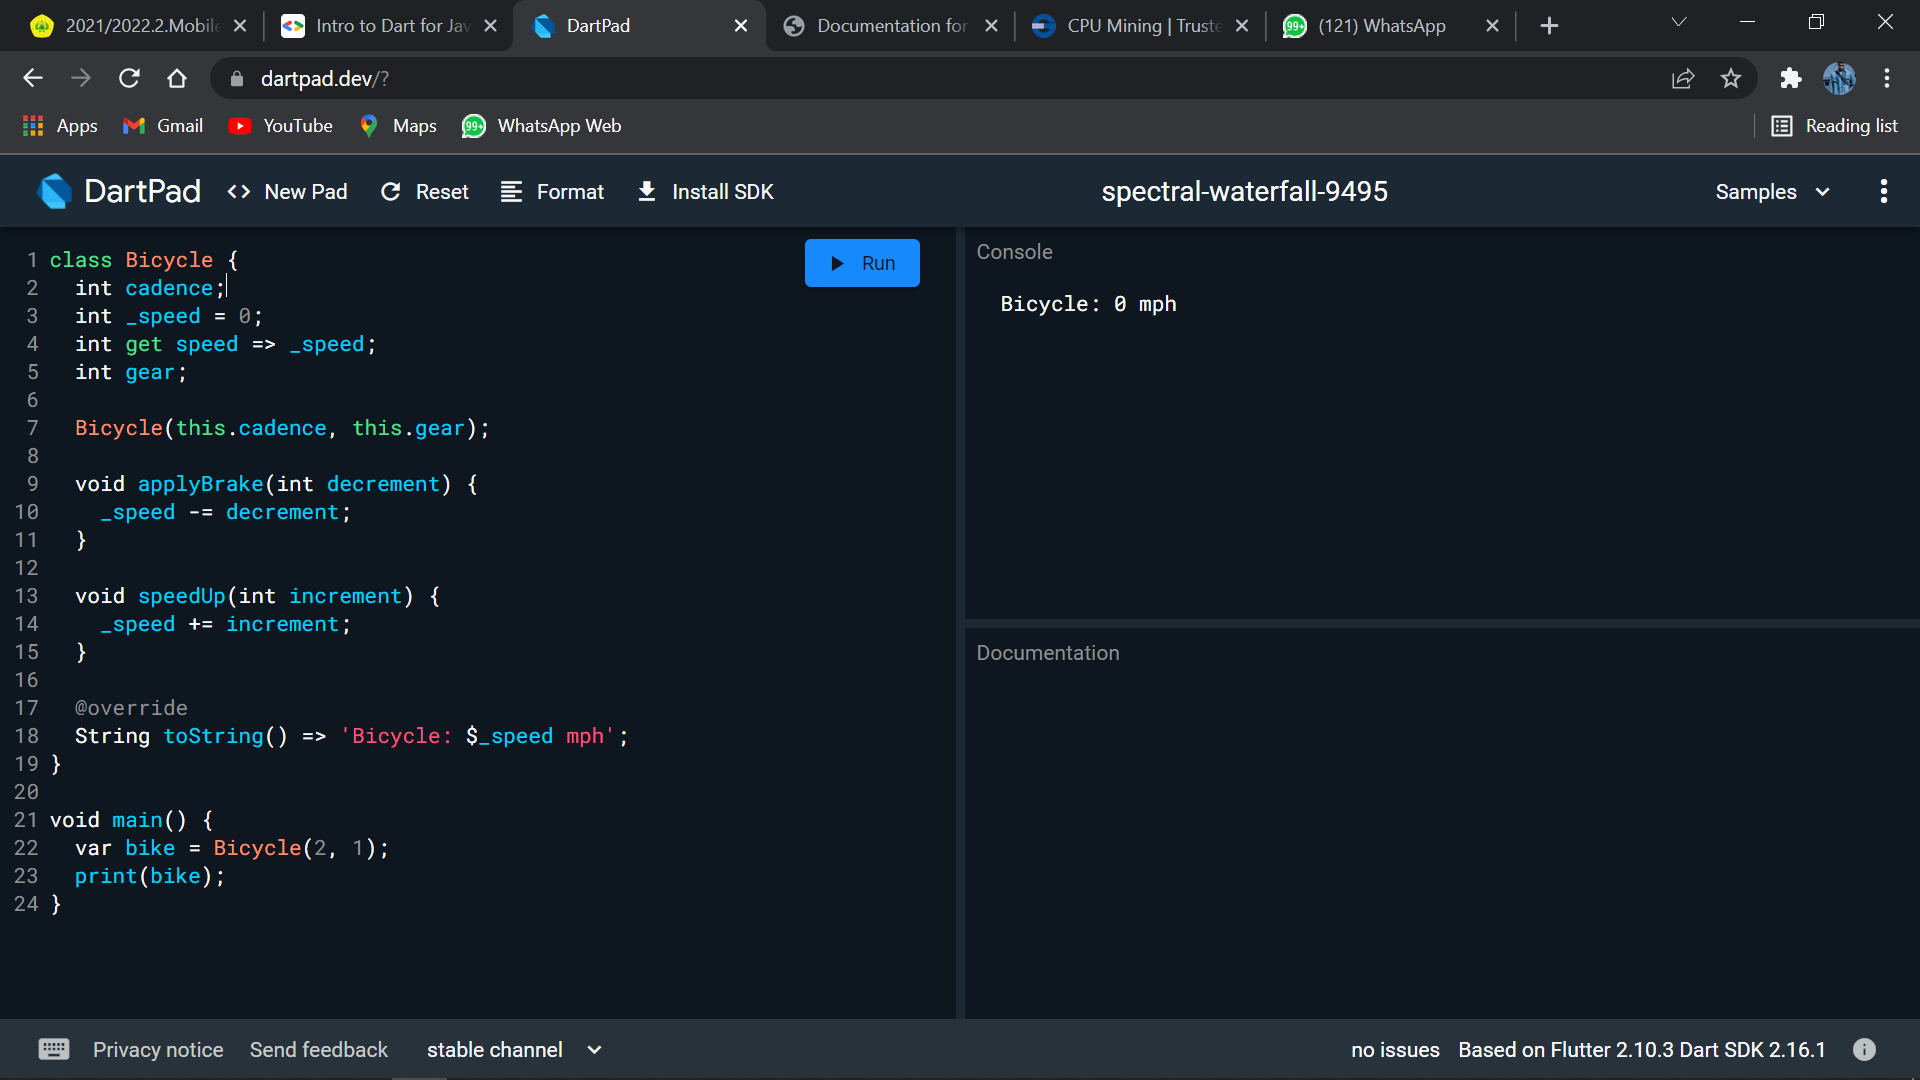 2021/2022.2.Mobile
Intro to Dart for Jav
DartPad
Documentation for
CPU Mining | Truste
99+ (121) WhatsApp
dartpad.dev/?
Apps
Gmail
YouTube
Maps
99+ WhatsApp Web
Reading list
DartPad
<> New Pad
Reset
Format
Install SDK
spectral-waterfall-9495
Samples
1 class Bicycle {
2   int cadence;
3   int _speed = 0;
4   int get speed => _speed;
5   int gear;
6
7   Bicycle(this.cadence, this.gear);
8
9   void applyBrake(int decrement) {
10     _speed -= decrement;
11   }
12
13   void speedUp(int increment) {
14     _speed += increment;
15   }
16
17   @override
18   String toString() => 'Bicycle: $_speed mph';
19 }
20
21 void main() {
22   var bike = Bicycle(2, 1);
23   print(bike);
24 }
Run
Console
Bicycle: 0 mph
Documentation
Privacy notice
Send feedback
stable channel
no issues
Based on Flutter 2.10.3 Dart SDK 2.16.1